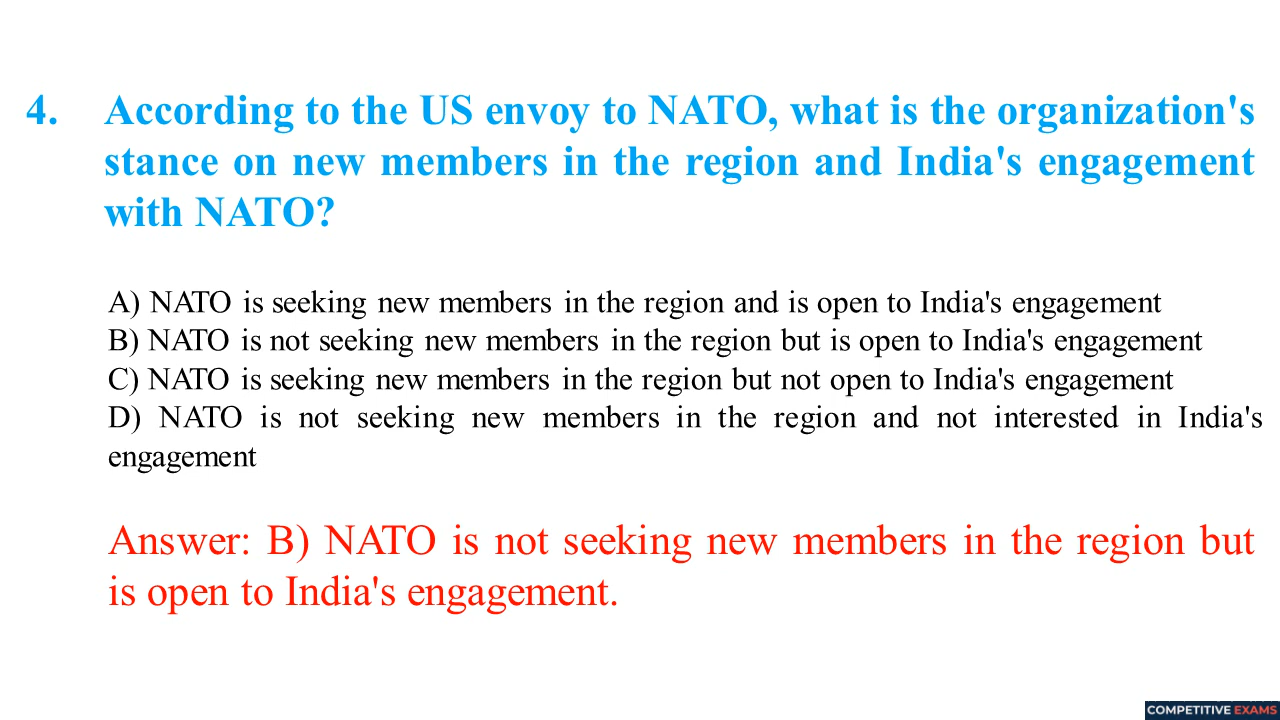 4. According to the US envoy to NATO, what is the organization's
stance on new members in the region and India's engagement
with NATO?
A) NATO is seeking new members in the region and is open to India's engagement
B) NATO is not seeking new members in the region but is open to India's engagement
C) NATO is seeking new members in the region but not open to India's engagement
D) NATO is not seeking new members in the region and not interested in India's
engagement
Answer: B) NATO is not seeking new members in the region but
is open to India's engagement.
COMPETITIVE EXAMS